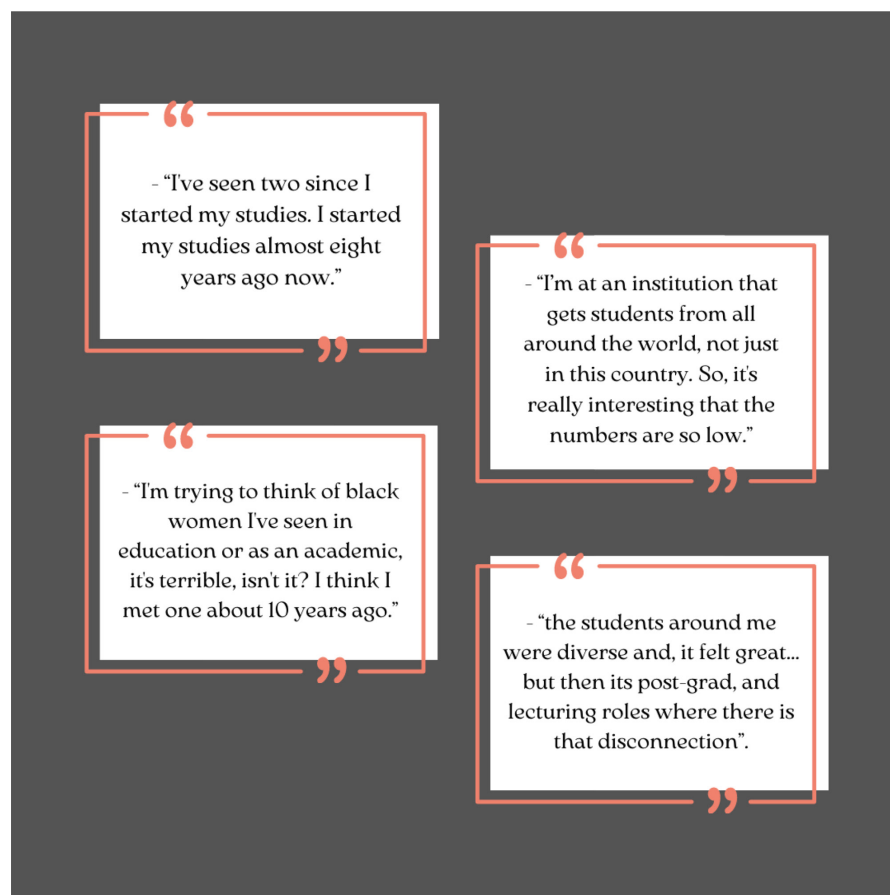 - “I've seen two since I
started my studies. I started
my studies almost eight
years ago now.”
- “I’m at an institution that
gets students from all
around the world, not just
in this country. So, it's
really interesting that the
numbers are so low.”
- “I'm trying to think of black
women I've seen in
education or as an academic,
it's terrible, isn't it? I think I
met one about 10 years ago.”
- “the students around me
were diverse and, it felt great...
but then its post-grad, and
lecturing roles where there is
that disconnection”.